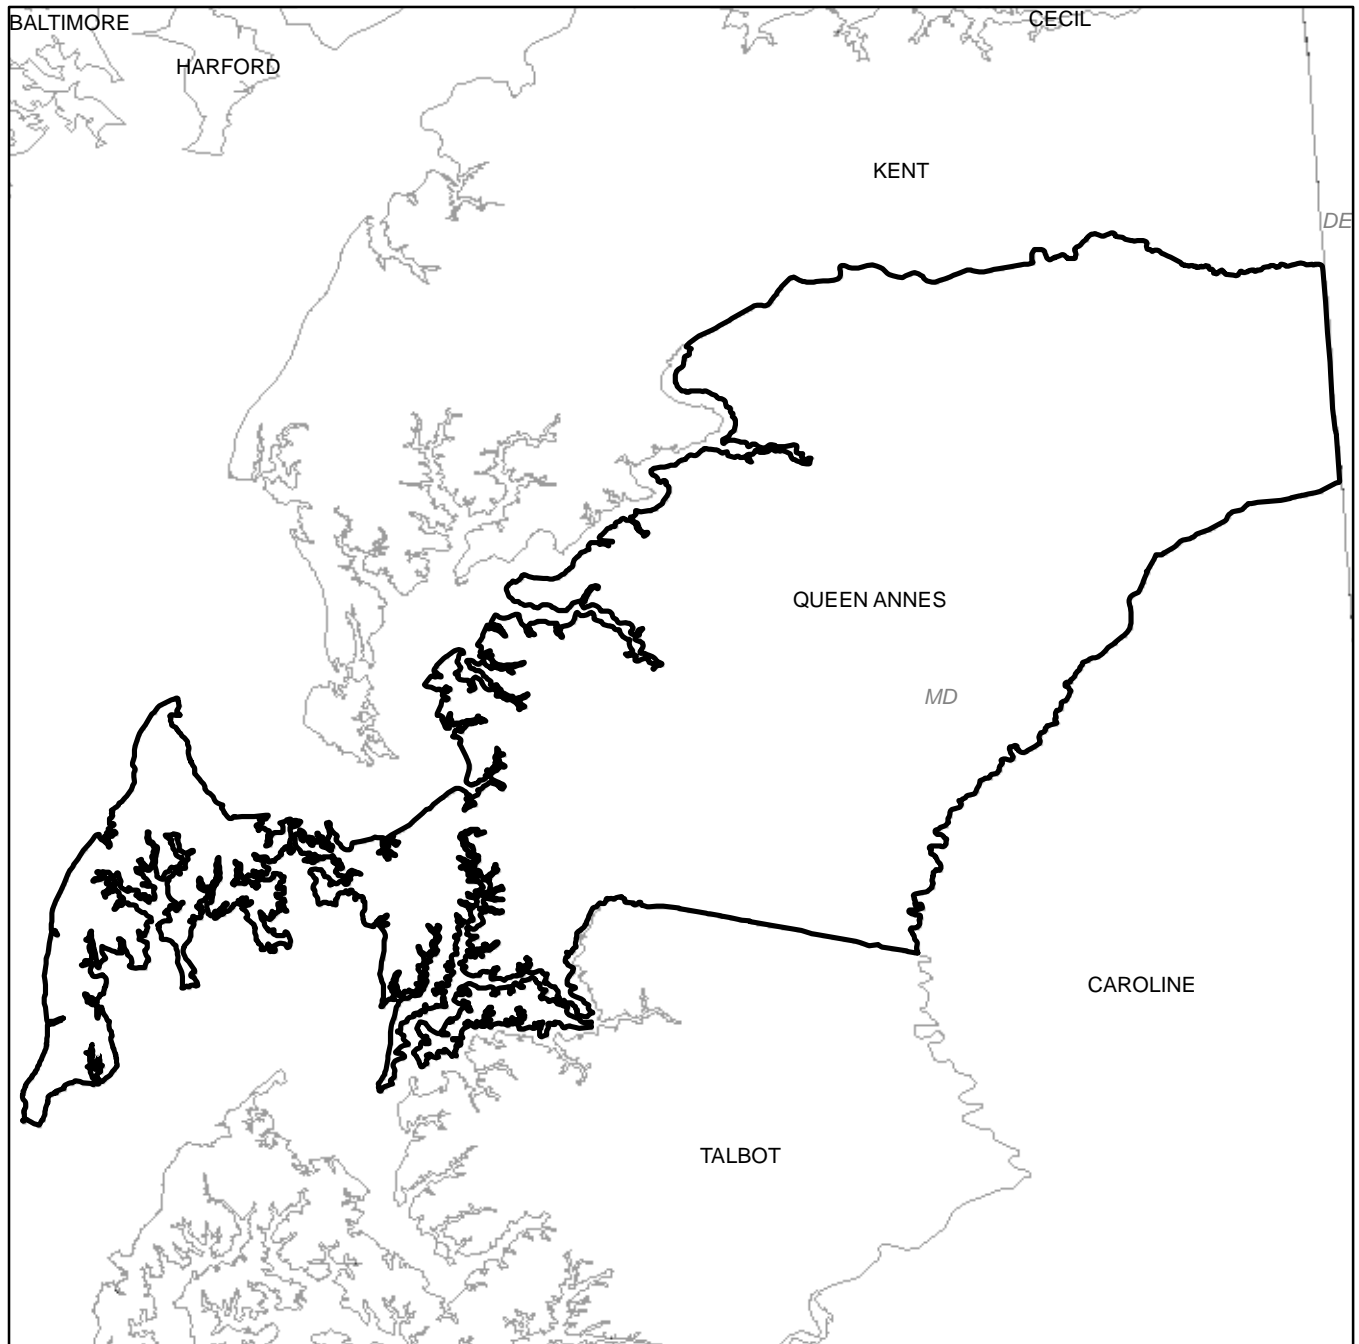 BALTIMORE
CECIL
HARFORD
KENT
DE
QUEEN ANNES
MD
CAROLINE
TALBOT